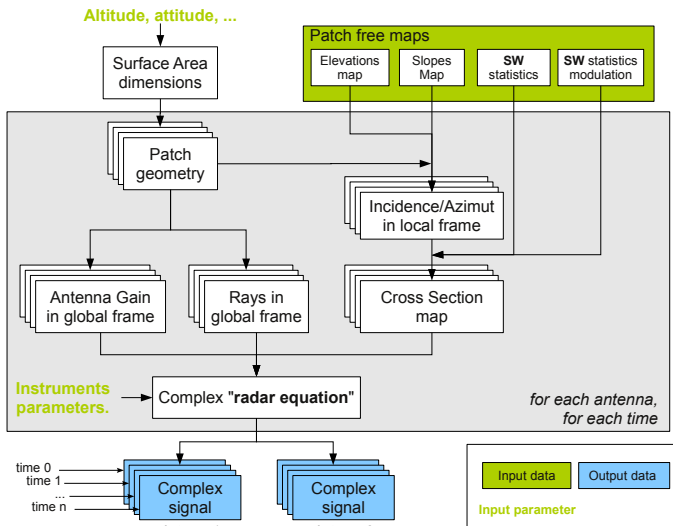 Altitude, attitude, ...
Patch free maps
Surface Area
dimensions
Elevations
map
Slopes
Map
SW
statistics
SW statistics
modulation
Patch
geometry
Incidence/Azimut
in local frame
Antenna Gain
in global frame
Rays in
global frame
Cross Section
map
Instruments
parameters.
Complex "radar equation"
for each antenna,
for each time
time 0
time 1
...
time n
Complex
signal
Complex
signal
Input data
Output data
Input parameter